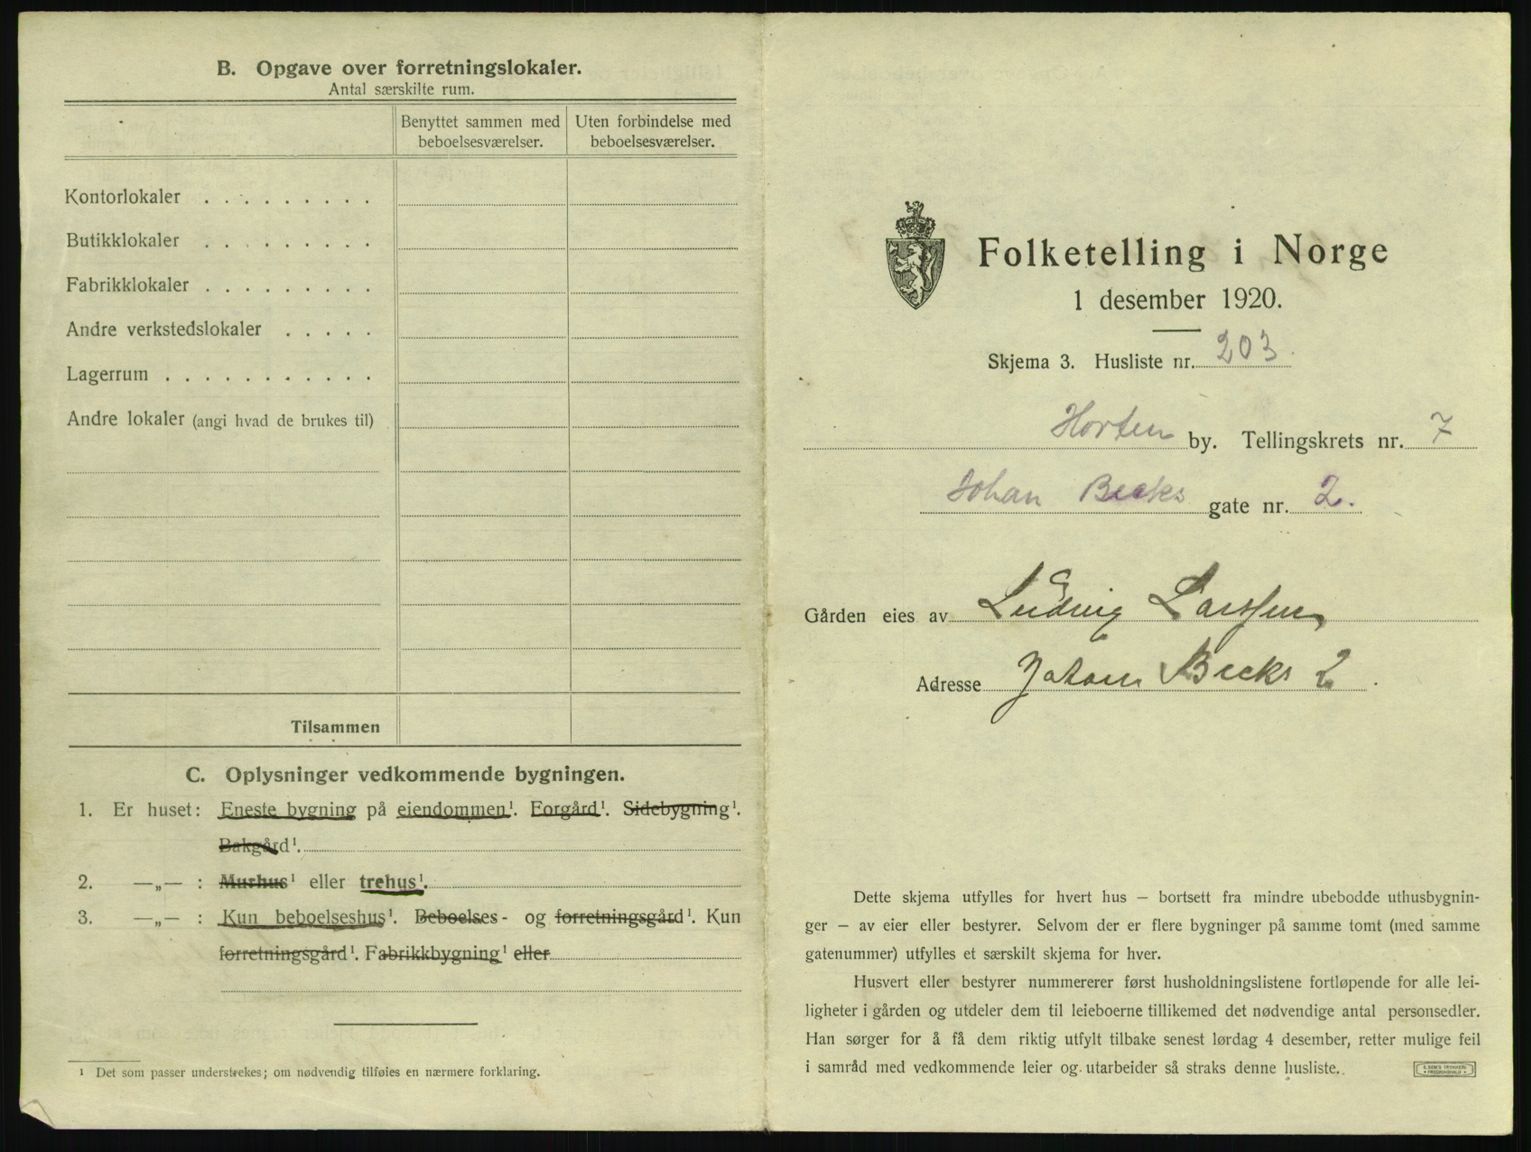 B. Opgave over forretningslokaler.
Antal særskilte rum.
Benyttet sammen med beboelsesværelser.
Uten forbindelse med beboelsesværelser.
Kontorlokaler . . . . . . . . .
Butikklokaler . . . . . . . . .
Fabrikklokaler . . . . . . . . .
Andre verkstedslokaler . . . . .
Lagerrum . . . . . . . . . . .
Andre lokaler (angi hvad de brukes til)
Tilsammen
C. Oplysninger vedkommende bygningen.
1. Er huset: Eneste bygning på eiendommen¹. Forgård¹. Sidebygning¹.
Bakgård¹.
2. —„— : Murhus¹ eller trehus¹.
3. —„— : Kun beboelseshus¹. Beboelses- og forretningsgård¹. Kun
forretningsgård¹. Fabrikkbygning¹ eller
¹ Det som passer understrekes; om nødvendig tilføies en nærmere forklaring.
Folketelling i Norge
1 desember 1920.
Skjema 3. Husliste nr. 203.
Horten by. Tellingskrets nr. 7
Johan Becks gate nr. 2.
Gården eies av Ludvig Larssen
Adresse Johan Becks 2.
Dette skjema utfylles for hvert hus — bortsett fra mindre ubebodde uthusbygnin-
ger — av eier eller bestyrer. Selvom der er flere bygninger på samme tomt (med samme
gatenummer) utfylles et særskilt skjema for hver.
Husvert eller bestyrer nummererer først husholdningslistene fortløpende for alle lei-
ligheter i gården og utdeler dem til leieboerne tillikemed det nødvendige antal personsedler.
Han sørger for å få dem riktig utfylt tilbake senest lørdag 4 desember, retter mulige feil
i samråd med vedkommende leier og utarbeider så straks denne husliste.